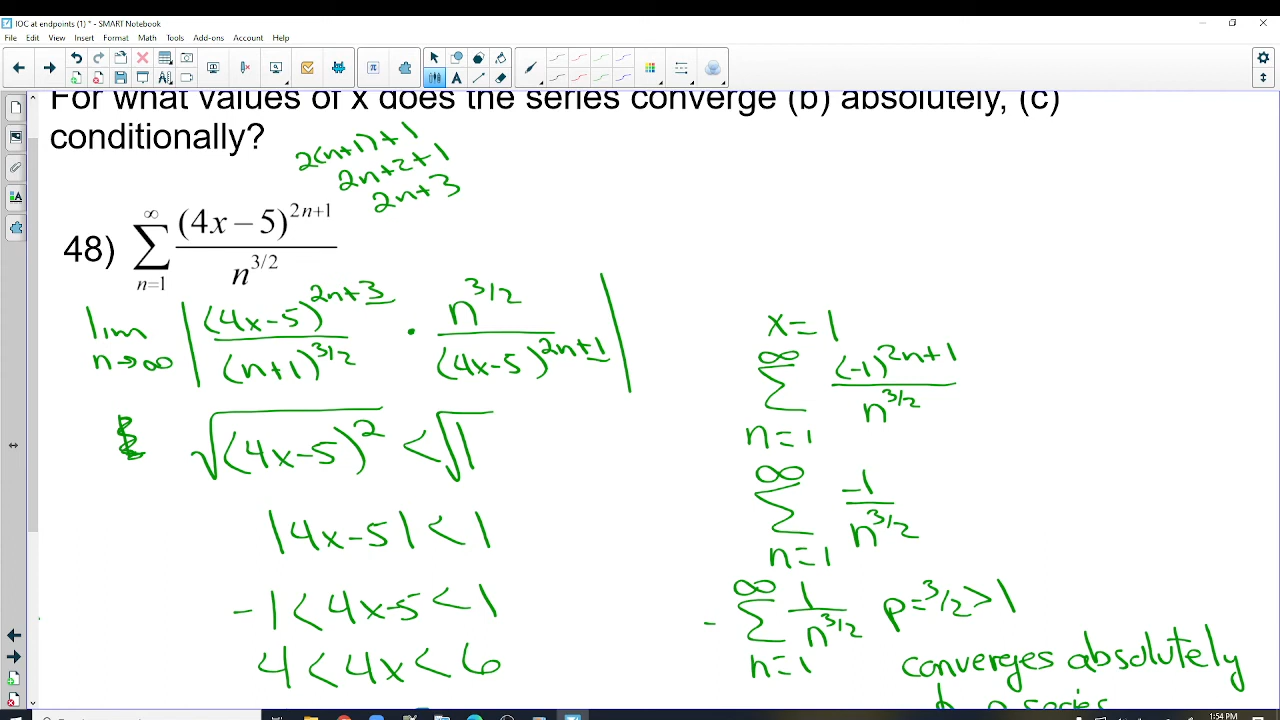 IOC at endpoints (1) * - SMART Notebook
File Edit View Insert Format Math Tools Add-ons Account Help
For what values of x does the series converge (b) absolutely, (c)
conditionally?
2(n+1)+1
2n+2+1
2n+3
48) ∑_{n=1}^{∞} (4x – 5)^{2n+1} / n^{3/2}
lim_{n→∞} | (4x-5)^{2n+3} / (n+1)^{3/2} · n^{3/2} / (4x-5)^{2n+1} |
√(4x-5)^2 < √1
|4x-5| < 1
-1 < 4x-5 < 1
4 < 4x < 6
x = 1
∑_{n=1}^{∞} (-1)^{2n+1} / n^{3/2}
∑_{n=1}^{∞} -1 / n^{3/2}
- ∑_{n=1}^{∞} 1 / n^{3/2} p = 3/2 > 1
converges absolutely
series
1:54 PM